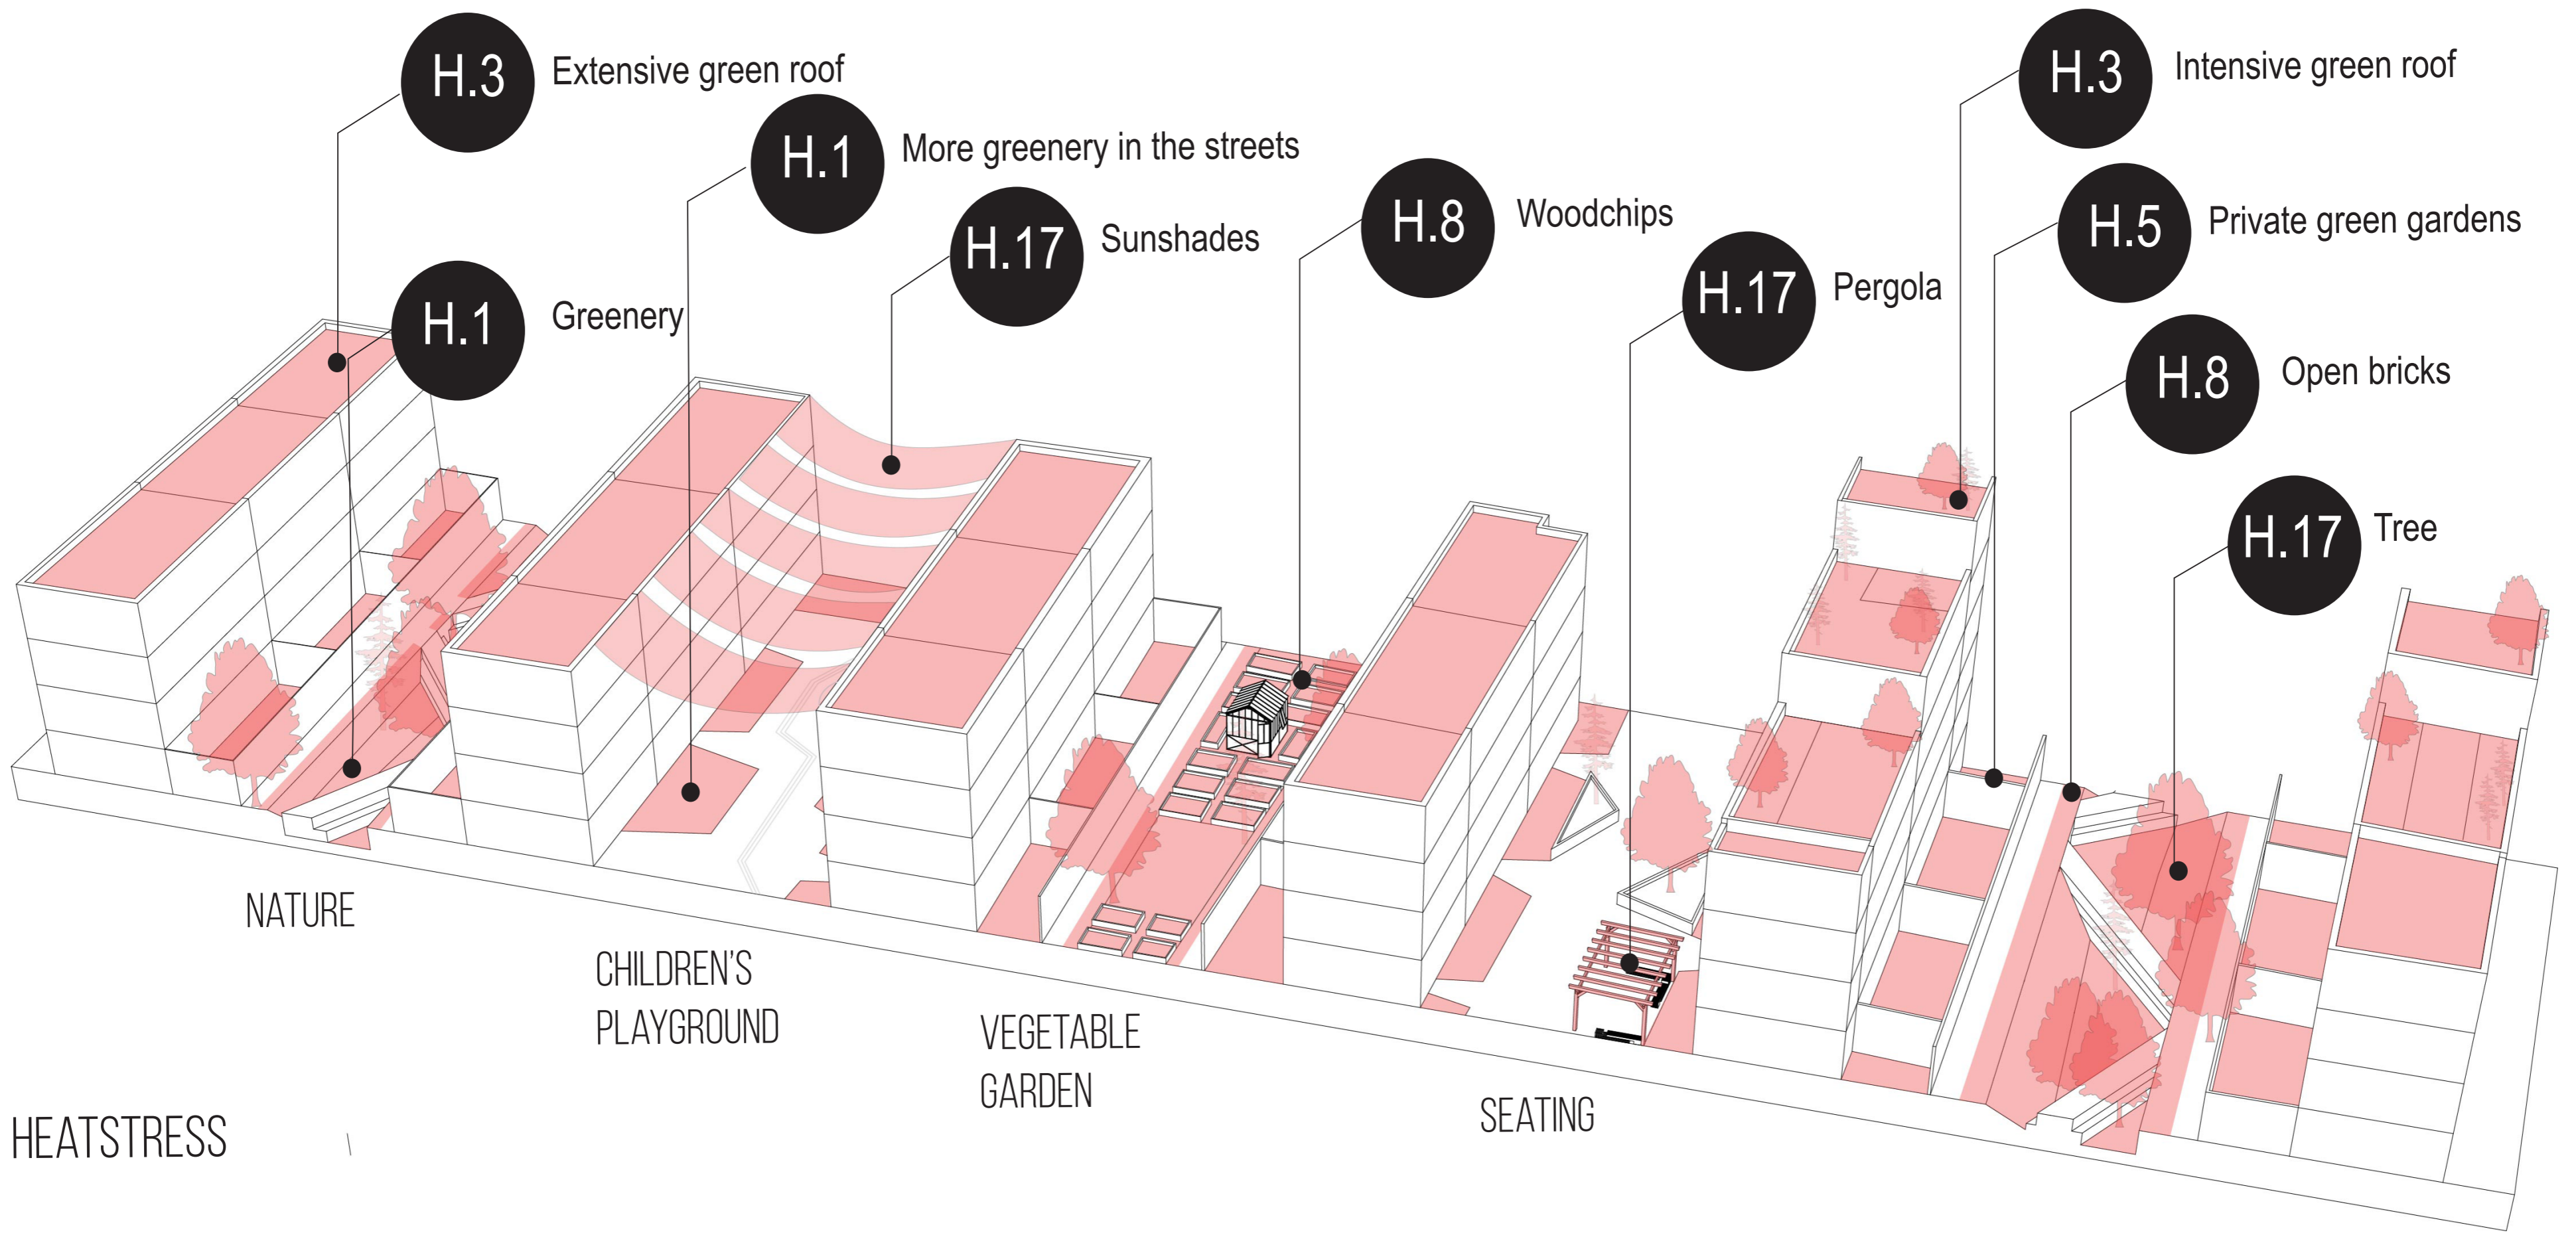 H.3 Extensive green roof
H.1 More greenery in the streets
H.17 Sunshades
H.1 Greenery
H.8 Woodchips
H.17 Pergola
H.3 Intensive green roof
H.5 Private green gardens
H.8 Open bricks
H.17 Tree
NATURE
CHILDREN'S
PLAYGROUND
VEGETABLE
GARDEN
SEATING
HEATSTRESS